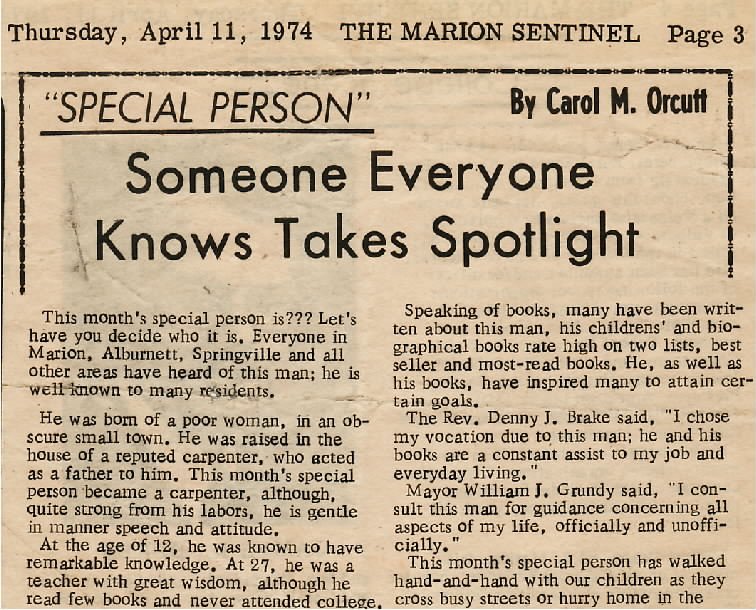 Thursday, April 11, 1974 THE MARION SENTINEL Page 3
"SPECIAL PERSON" By Carol M. Orcutt
Someone Everyone
Knows Takes Spotlight
This month's special person is??? Let's
have you decide who it is. Everyone in
Marion, Alburnett, Springville and all
other areas have heard of this man; he is
well known to many residents.
He was born of a poor woman, in an ob-
scure small town. He was raised in the
house of a reputed carpenter, who acted
as a father to him. This month's special
person became a carpenter, although,
quite strong from his labors, he is gentle
in manner speech and attitude.
At the age of 12, he was known to have
remarkable knowledge. At 27, he was a
teacher with great wisdom, although he
read few books and never attended college.
Speaking of books, many have been writ-
ten about this man, his childrens' and bio-
graphical books rate high on two lists, best
seller and most-read books. He, as well as
his books, have inspired many to attain cer-
tain goals.
The Rev. Denny J. Brake said, "I chose
my vocation due to this man; he and his
books are a constant assist to my job and
everyday living."
Mayor William J. Grundy said, "I con-
sult this man for guidance concerning all
aspects of my life, officially and unoffi-
cially."
This month's special person has walked
hand-and-hand with our children as they
cross busy streets or hurry home in the